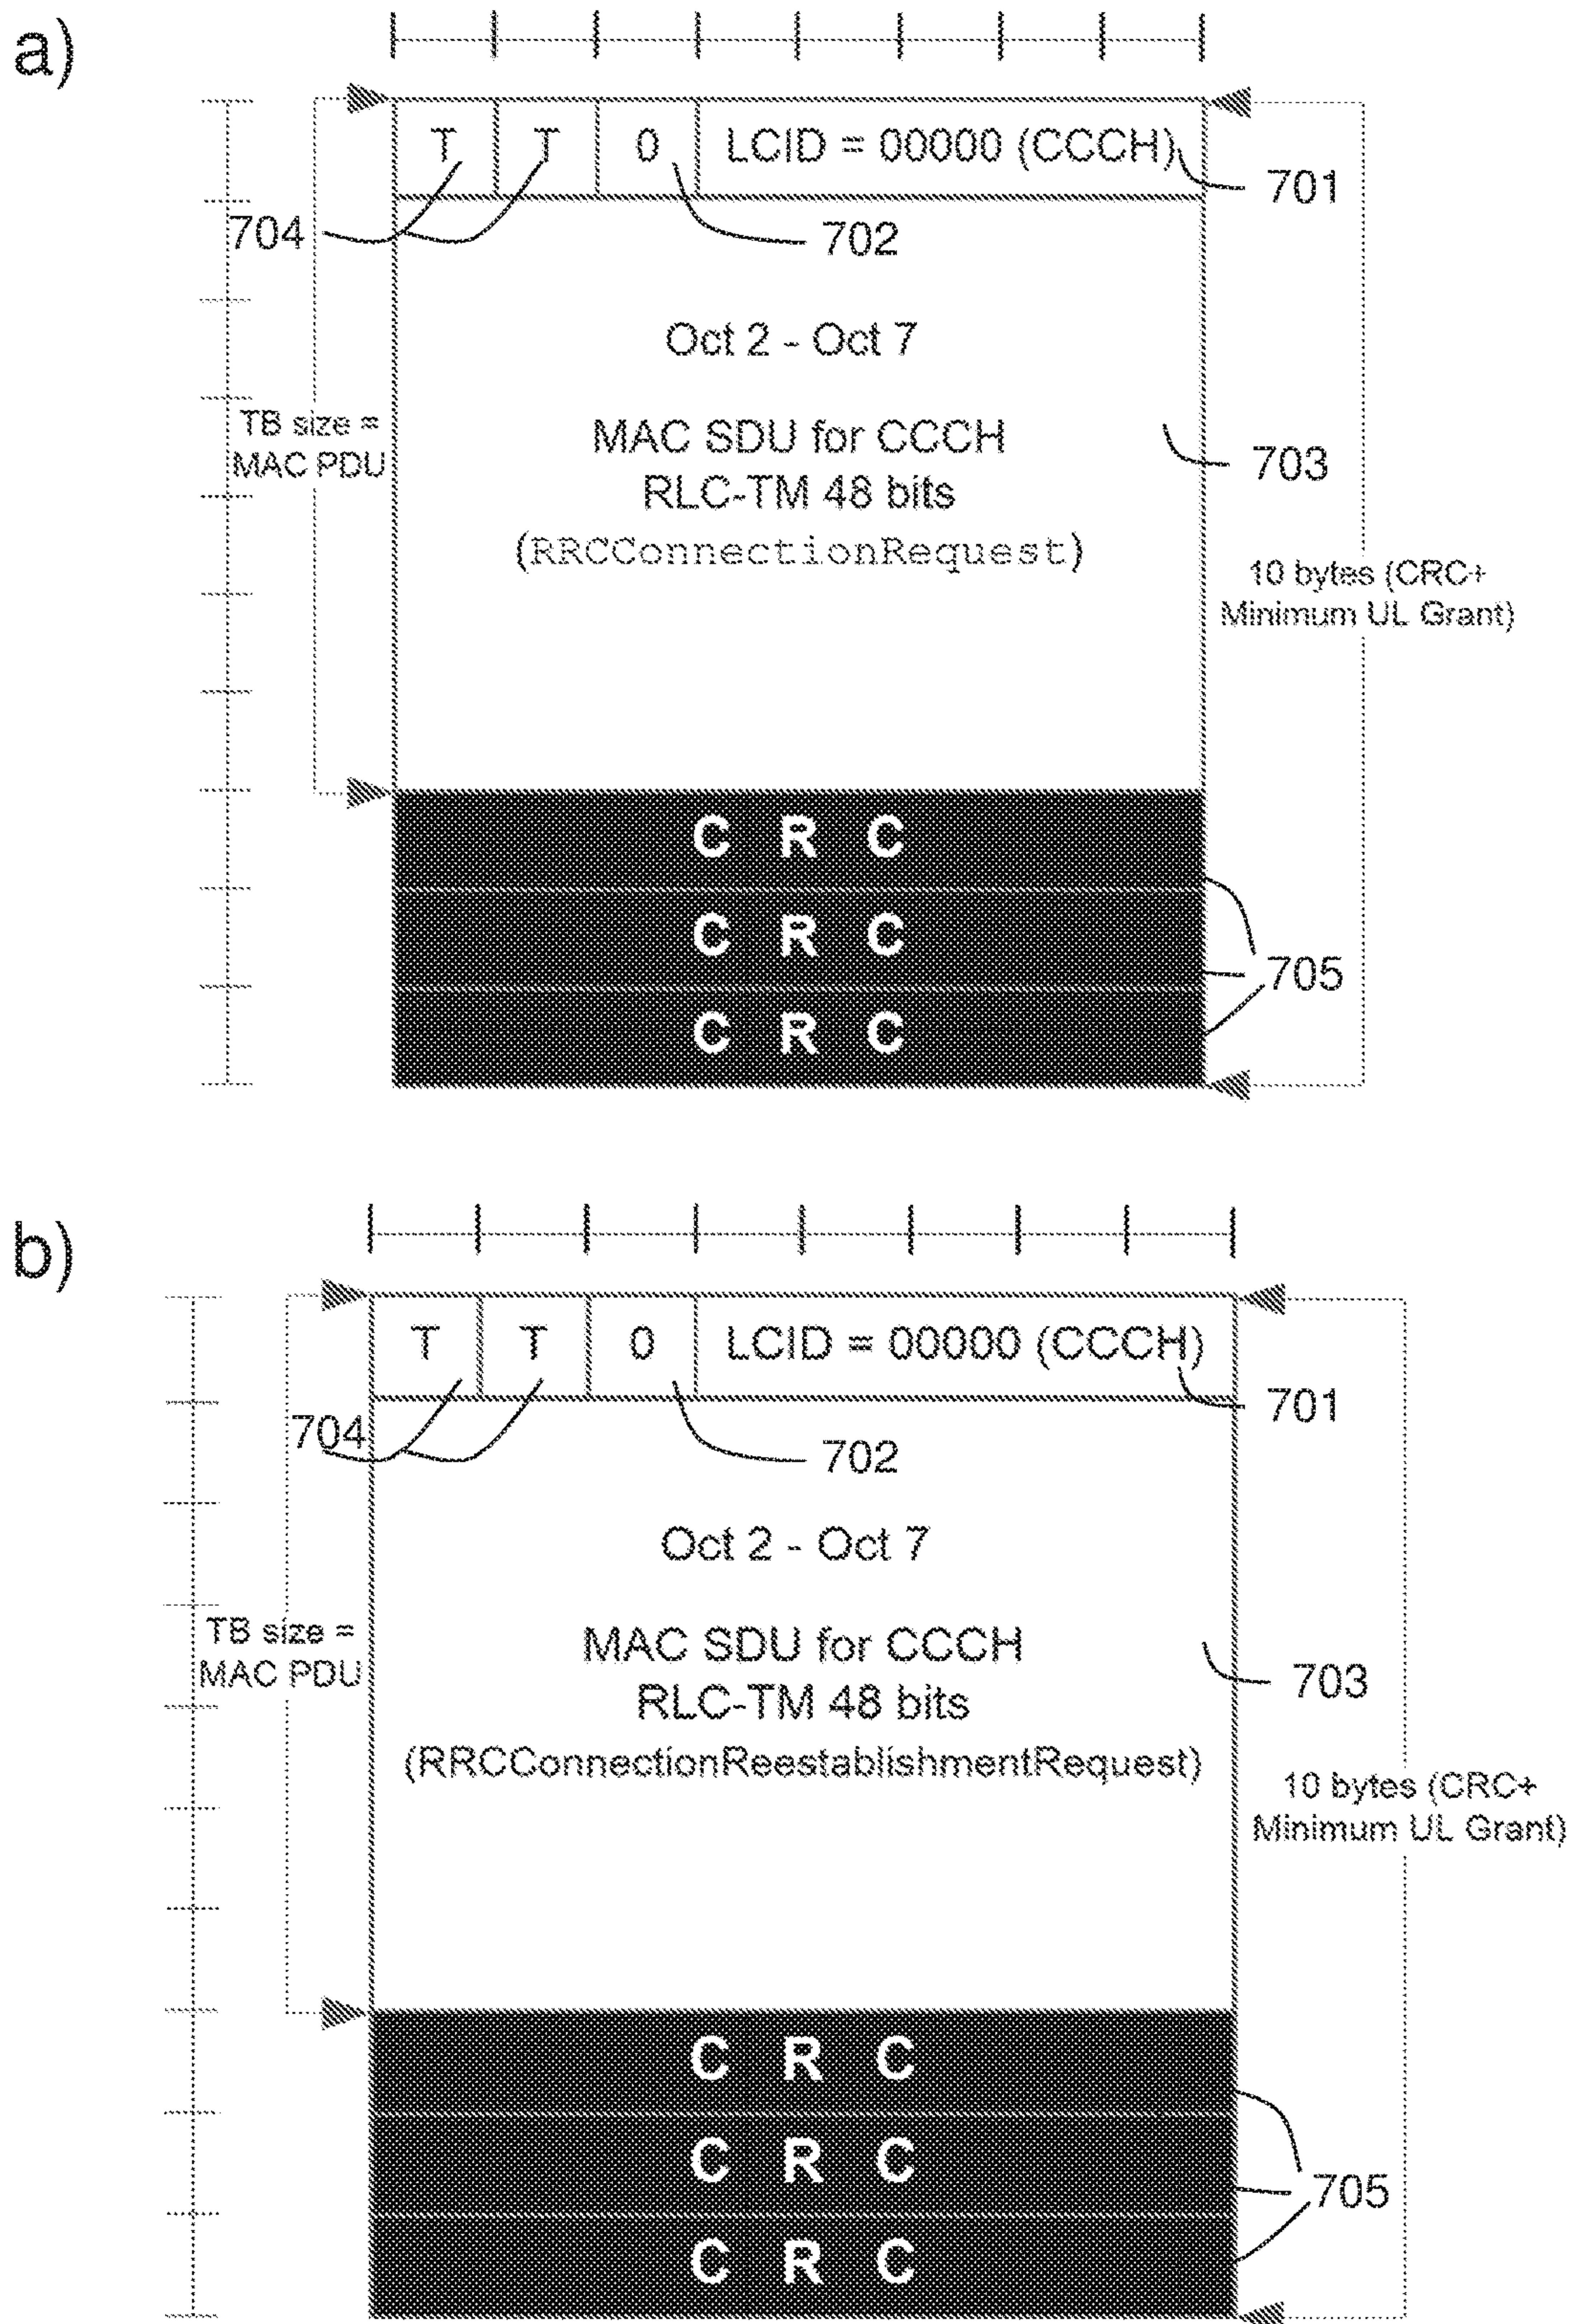 a)
T T 0 LCID = 00000 (CCCH)
701
704
702
Oct 2 - Oct 7
TB size =
MAC PDU
MAC SDU for CCCH
RLC-TM 48 bits
(RRCConnectionRequest)
703
10 bytes (CRC+
Minimum UL Grant)
C R C
C R C
705
C R C
b)
T T 0 LCID = 00000 (CCCH)
701
704
702
Oct 2 - Oct 7
TB size =
MAC PDU
MAC SDU for CCCH
RLC-TM 48 bits
(RRCConnectionReestablishmentRequest)
703
10 bytes (CRC+
Minimum UL Grant)
C R C
C R C
705
C R C